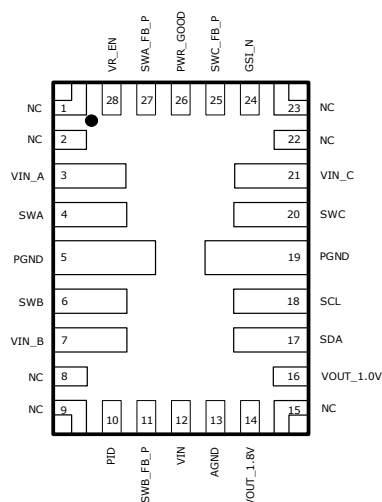 VR_EN
SWA_FB_P
PWR_GOOD
SWC_FB_P
GSI_N
28
27
26
25
24
NC 1
23 NC
NC 2
22 NC
VIN_A 3
21 VIN_C
SWA 4
20 SWC
PGND 5
19 PGND
SWB 6
18 SCL
VIN_B 7
17 SDA
NC 8
16 VOUT_1.0V
NC 9
15 NC
10
11
12
13
14
PID
SWB_FB_P
VIN
AGND
VOUT_1.8V